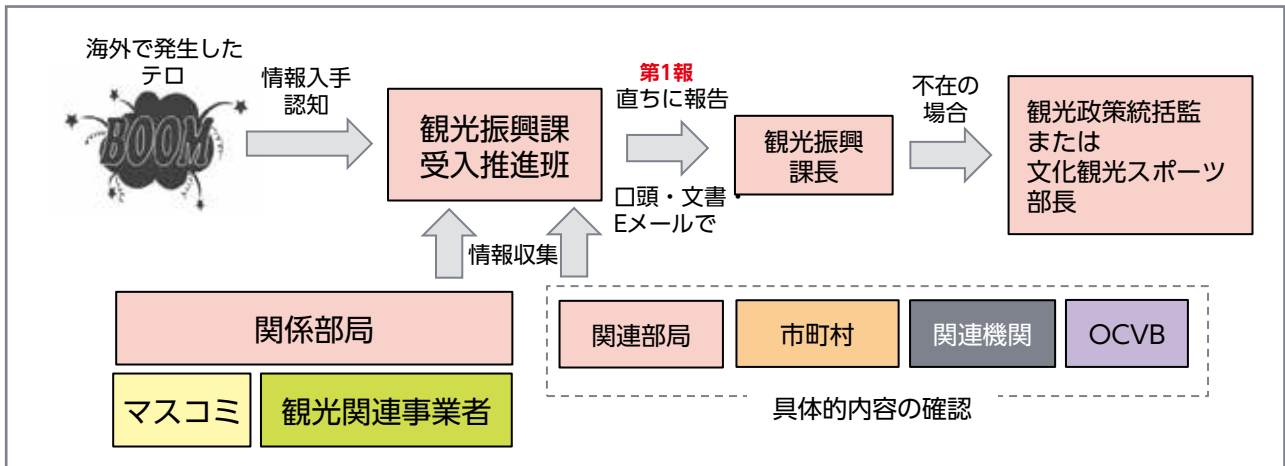 海外で発生した
テロ
BOOM
情報入手
認知
観光振興課
受入推進班
第1報
直ちに報告
口頭・文書・
Eメールで
観光振興
課長
不在の
場合
観光政策統括監
または
文化観光スポーツ
部長
情報収集
関係部局
マスコミ
観光関連事業者
関連部局
市町村
関連機関
OCVB
具体的内容の確認